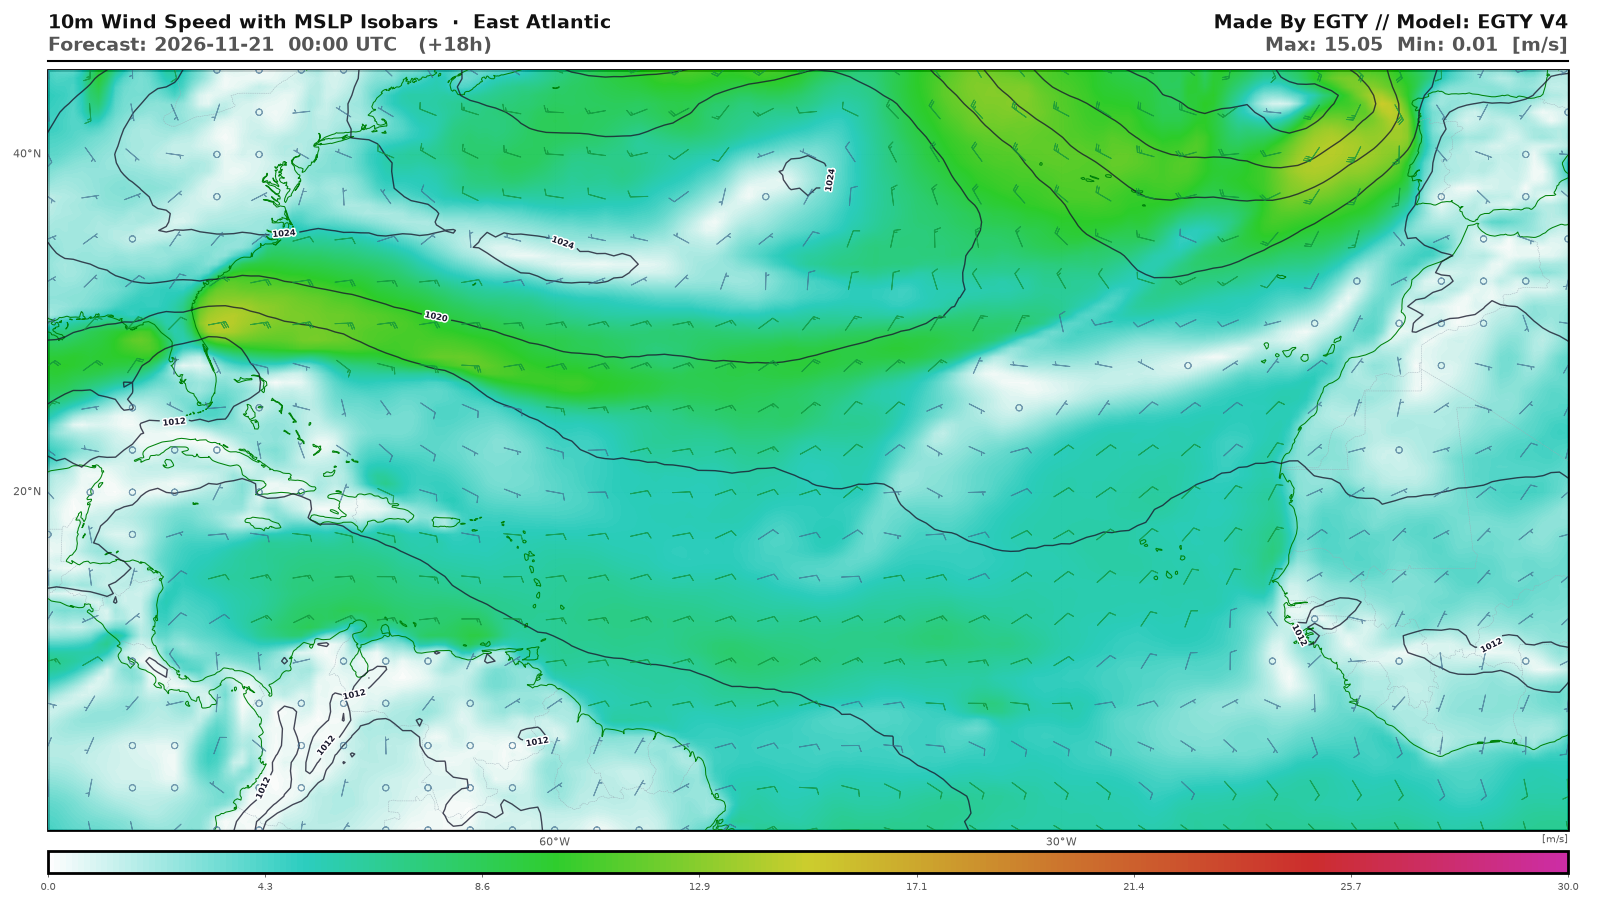 10m Wind Speed with MSLP Isobars · East Atlantic
Made By EGTY // Model: EGTY V4
Forecast: 2026-11-21 00:00 UTC (+18h)
Max: 15.05 Min: 0.01 [m/s]
40°N
1024
1024
1024
1020
1012
20°N
1012
1012
1012
1012
1012
1012
60°W
30°W
[m/s]
0.0
4.3
8.6
12.9
17.1
21.4
25.7
30.0